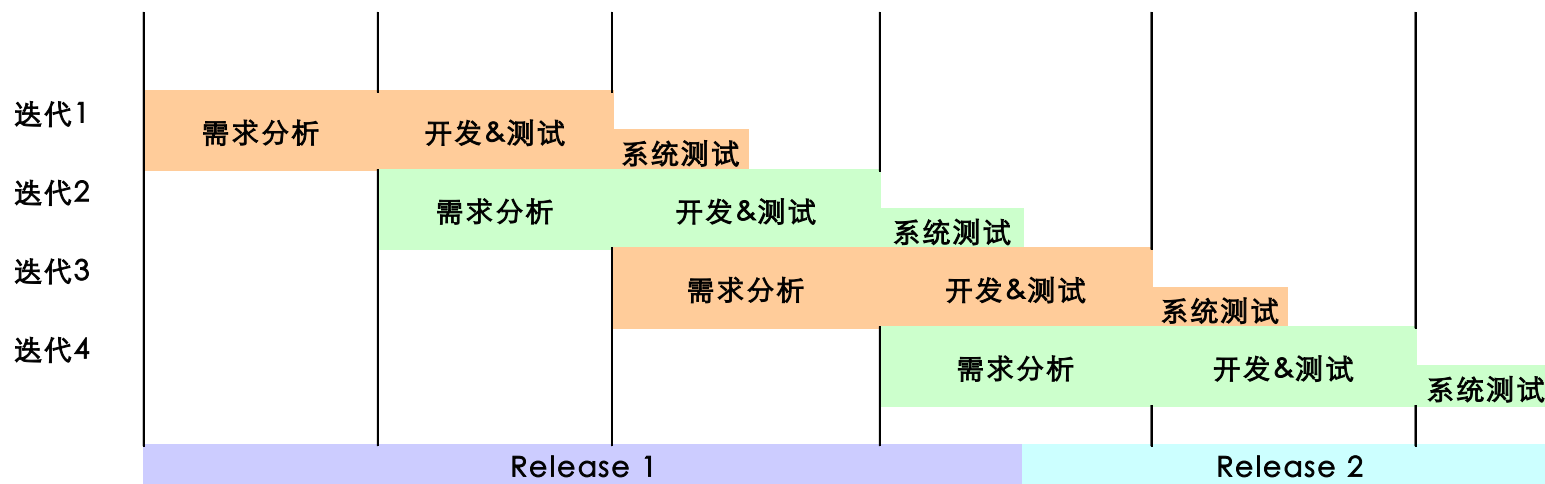 迭代1
需求分析
开发&测试
系统测试
迭代2
需求分析
开发&测试
系统测试
迭代3
需求分析
开发&测试
系统测试
迭代4
需求分析
开发&测试
系统测试
Release 1
Release 2